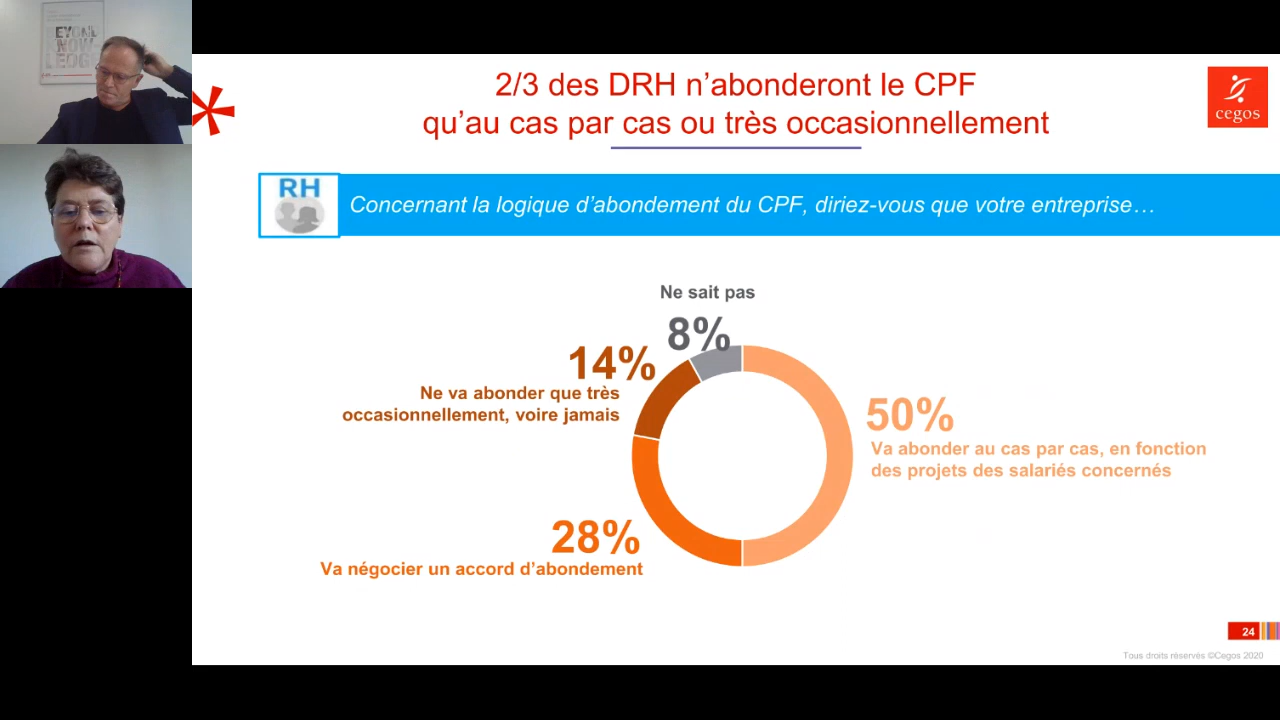 BEYOND
KNOW-
LEDGE
2/3 des DRH n’abonderont le CPF
qu’au cas par cas ou très occasionnellement
cegos
RH
Concernant la logique d’abondement du CPF, diriez-vous que votre entreprise…
Ne sait pas
8%
14%
Ne va abonder que très
occasionnellement, voire jamais
50%
Va abonder au cas par cas, en fonction
des projets des salariés concernés
28%
Va négocier un accord d’abondement
24
Tous droits réservés ©Cegos 2020